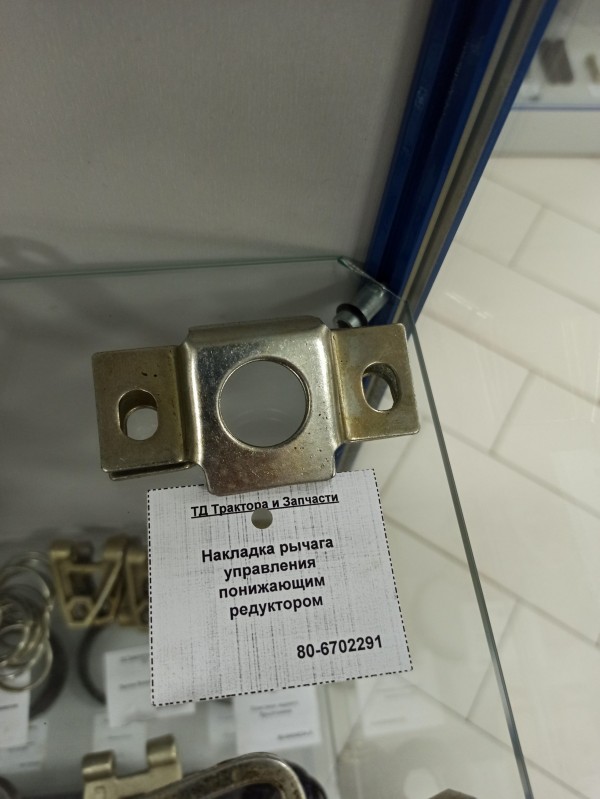 ТД Трактора и Запчасти
Накладка рычага
управления
понижающим
редуктором
80-6702291